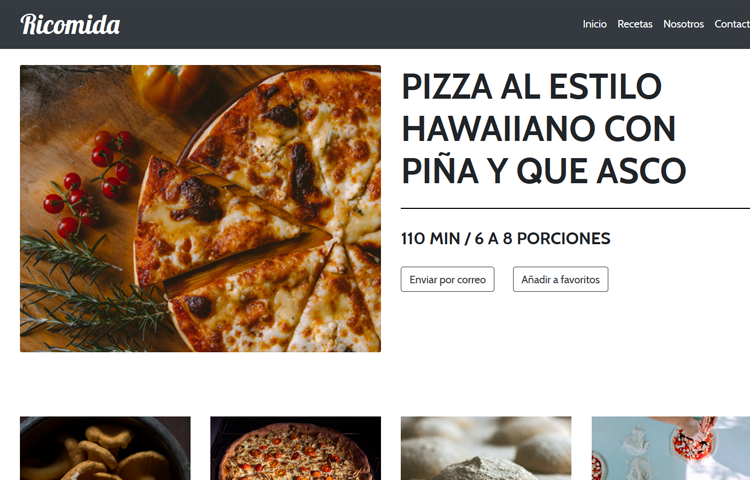 Ricomida
Inicio Recetas Nosotros Contact
PIZZA AL ESTILO
HAWAIIANO CON
PIÑA Y QUE ASCO
110 MIN / 6 A 8 PORCIONES
Enviar por correo Añadir a favoritos